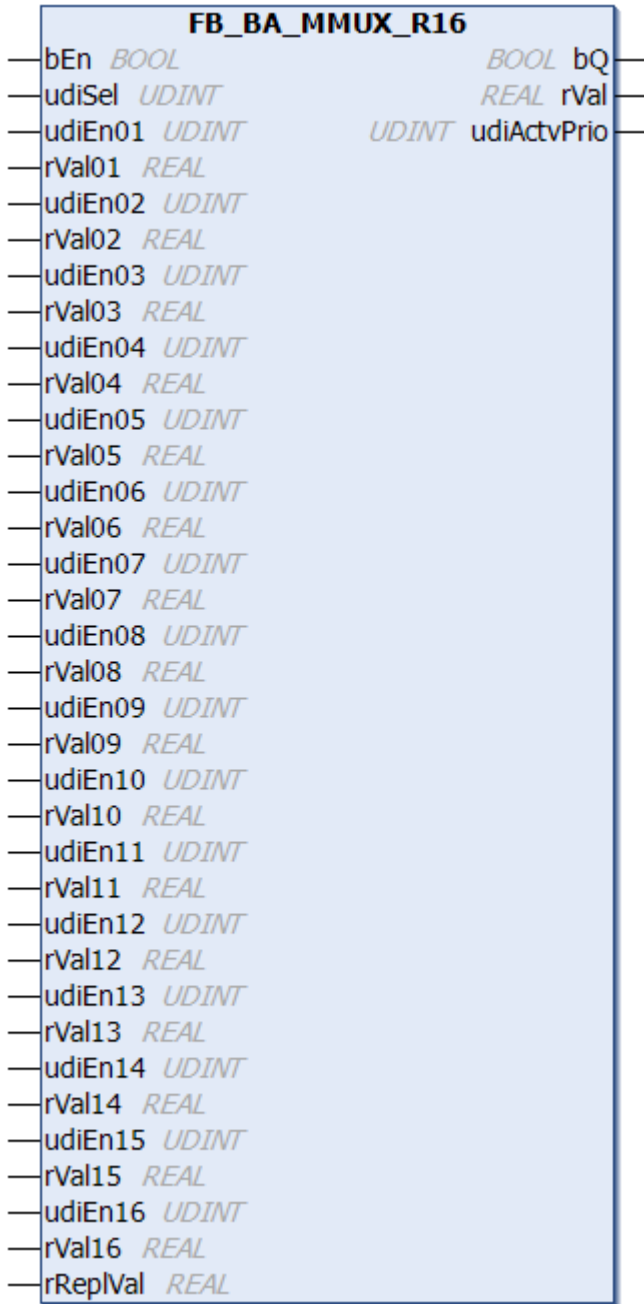 FB_BA_MMUX_R16
bEn BOOL BOOL bQ
udiSel UDINT REAL rVal
udiEn01 UDINT UDINT udiActvPrio
rVal01 REAL
udiEn02 UDINT
rVal02 REAL
udiEn03 UDINT
rVal03 REAL
udiEn04 UDINT
rVal04 REAL
udiEn05 UDINT
rVal05 REAL
udiEn06 UDINT
rVal06 REAL
udiEn07 UDINT
rVal07 REAL
udiEn08 UDINT
rVal08 REAL
udiEn09 UDINT
rVal09 REAL
udiEn10 UDINT
rVal10 REAL
udiEn11 UDINT
rVal11 REAL
udiEn12 UDINT
rVal12 REAL
udiEn13 UDINT
rVal13 REAL
udiEn14 UDINT
rVal14 REAL
udiEn15 UDINT
rVal15 REAL
udiEn16 UDINT
rVal16 REAL
rReplVal REAL